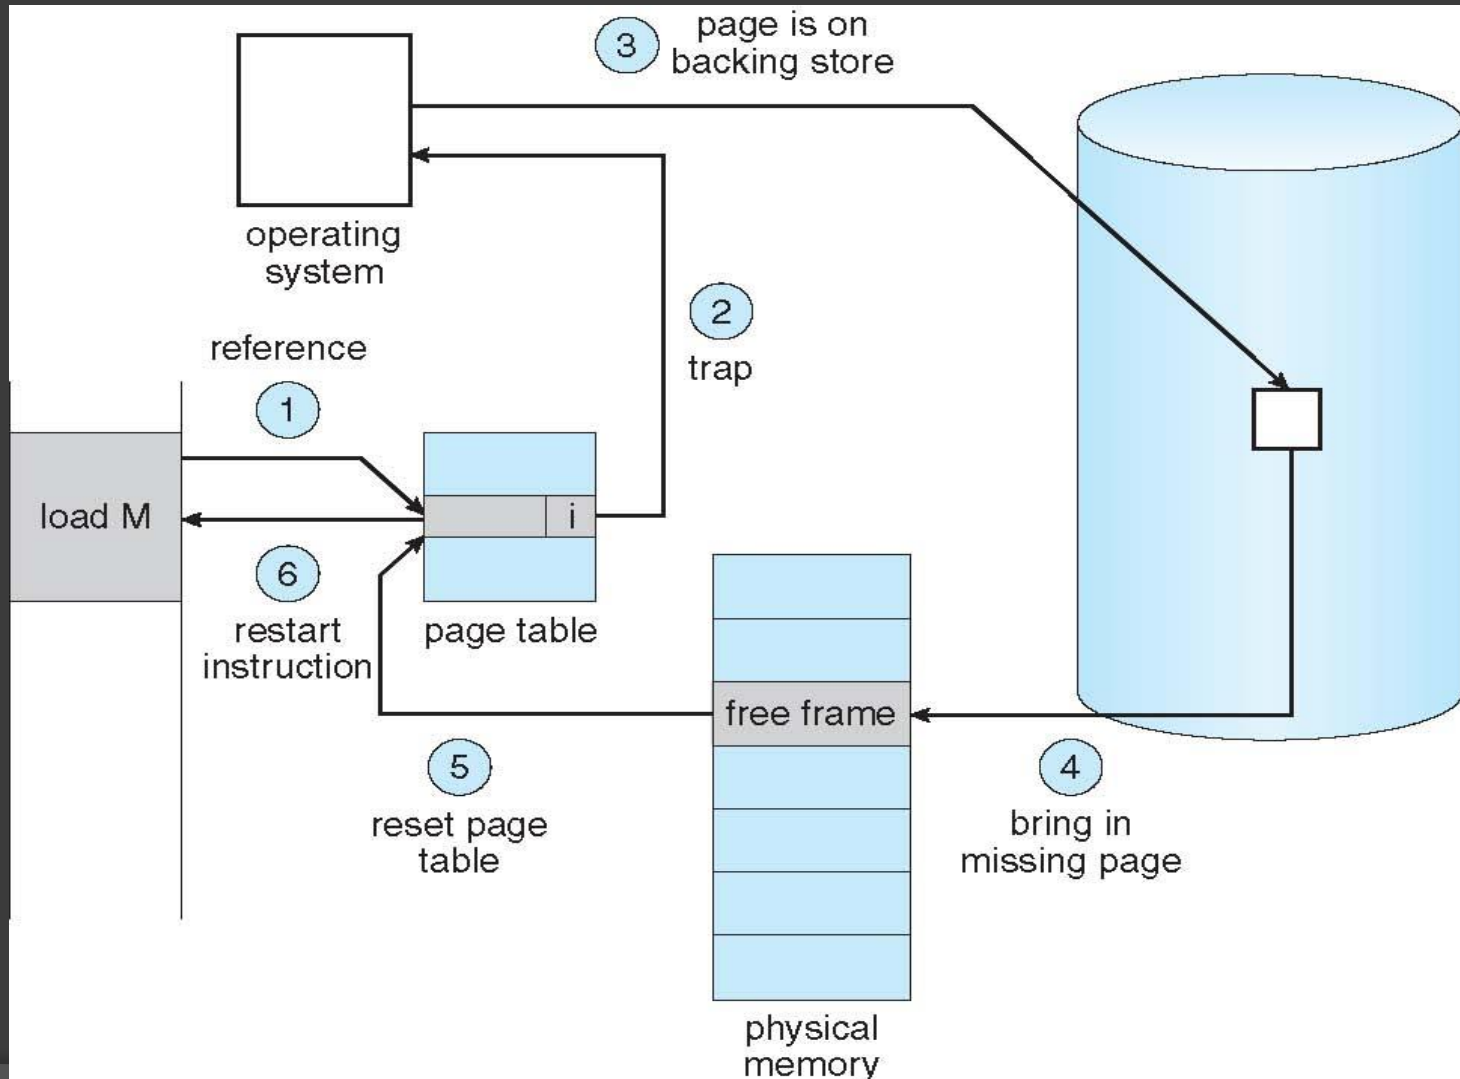 3
page is on
backing store
operating
system
2
trap
reference
1
load M
i
6
restart
instruction
page table
free frame
5
reset page
table
4
bring in
missing page
physical
memory